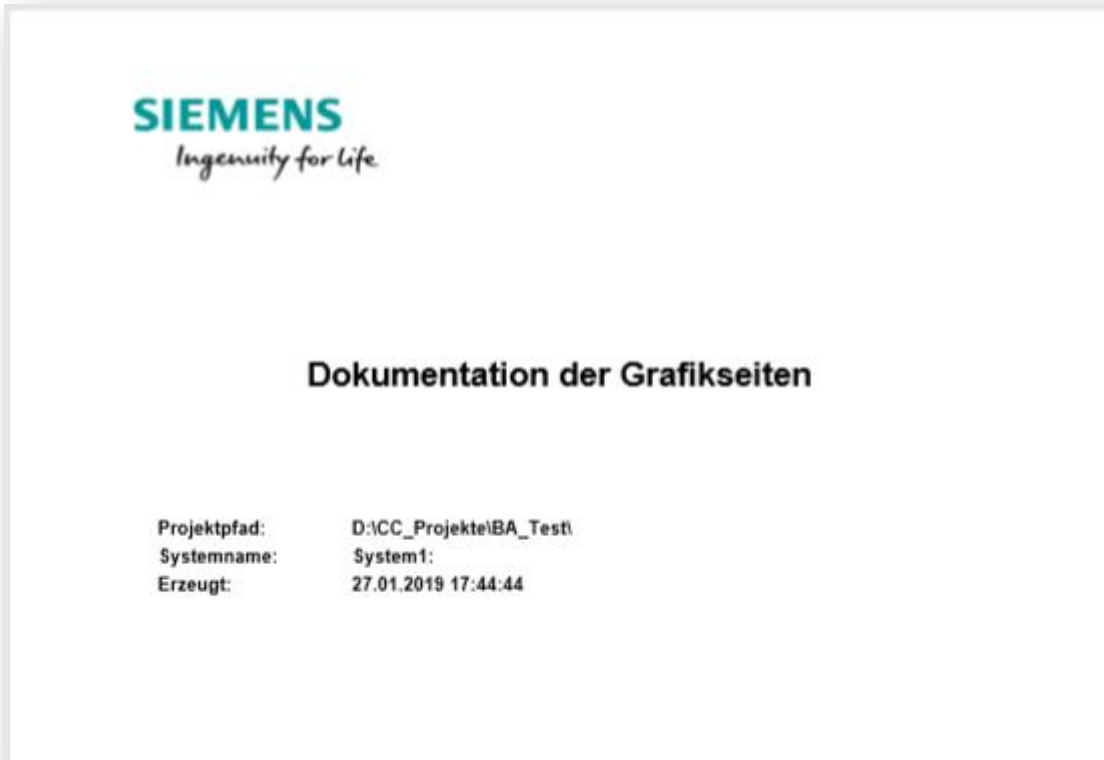 SIEMENS
Ingenuity for life
Dokumentation der Grafikseiten
Projektpfad: D:\CC_Projekte\BA_Test\
Systemname: System1:
Erzeugt: 27.01.2019 17:44:44